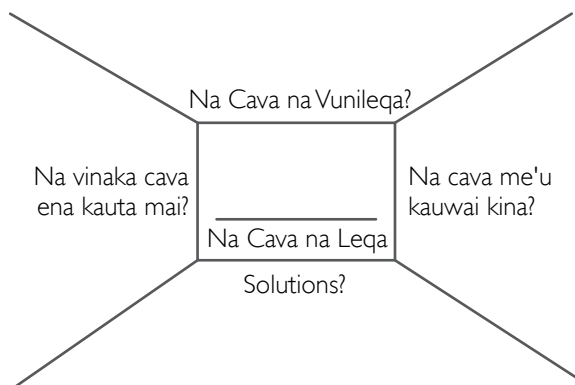 Na Cava na Vunileqa?
Na vinaka cava
ena kauta mai?
Na cava me'u
kauwai kina?
Na Cava na Leqa
Solutions?